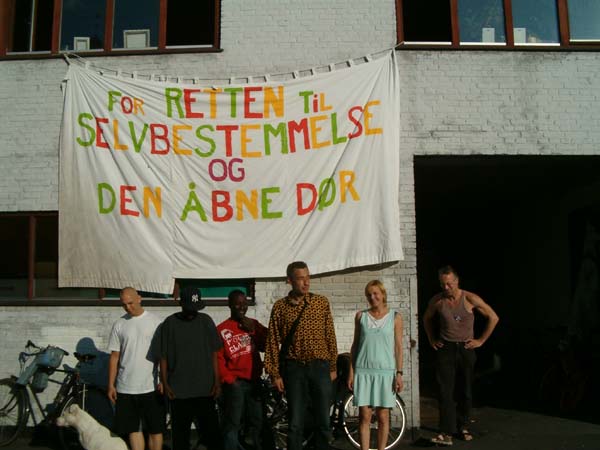 FOR RETTEN TIL
SELVBESTEMMELSE
OG
DEN ÅBNE DØR